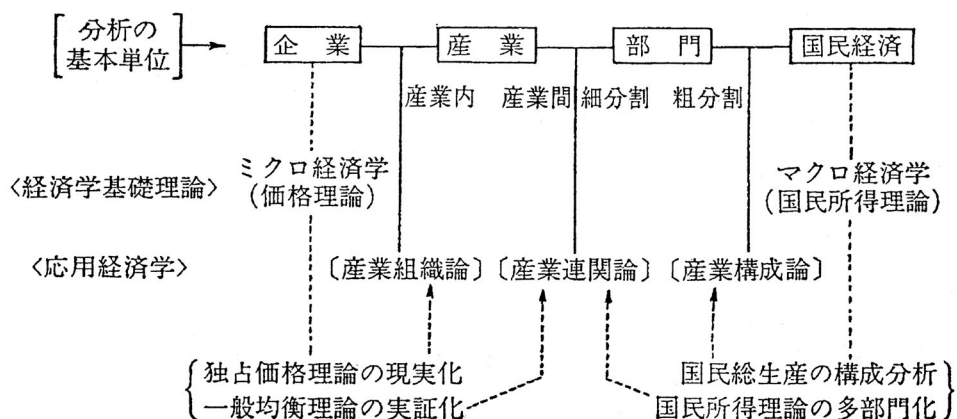 分析の
基本単位
企業 産業 部門 国民経済
産業内 産業間 細分割 粗分割
ミクロ経済学 マクロ経済学
〈経済学基礎理論〉 (価格理論) (国民所得理論)
〈応用経済学〉 〔産業組織論〕 〔産業連関論〕 〔産業構成論〕
独占価格理論の現実化 国民総生産の構成分析
一般均衡理論の実証化 国民所得理論の多部門化